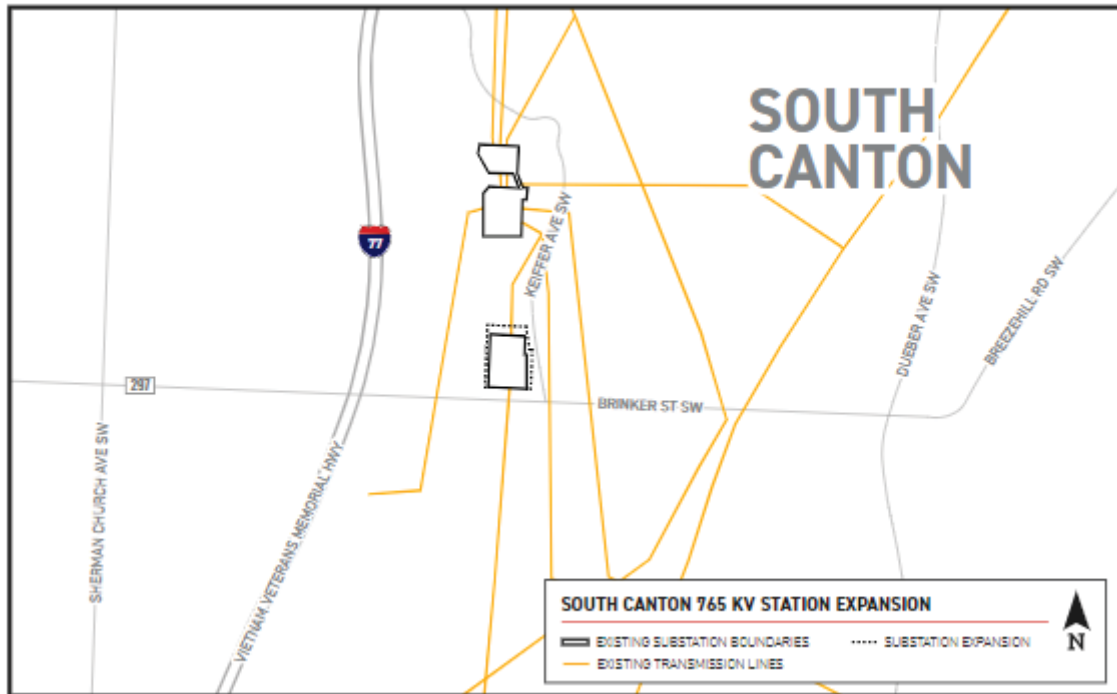 SOUTH
CANTON
77
KEIFFER AVE SW
DUEBER AVE SW
BREEZEHILL RD SW
297
BRINKER ST SW
SHERMAN CHURCH AVE SW
VIETNAM VETERANS MEMORIAL HWY
SOUTH CANTON 765 KV STATION EXPANSION
EXISTING SUBSTATION BOUNDARIES
SUBSTATION EXPANSION
EXISTING TRANSMISSION LINES
N